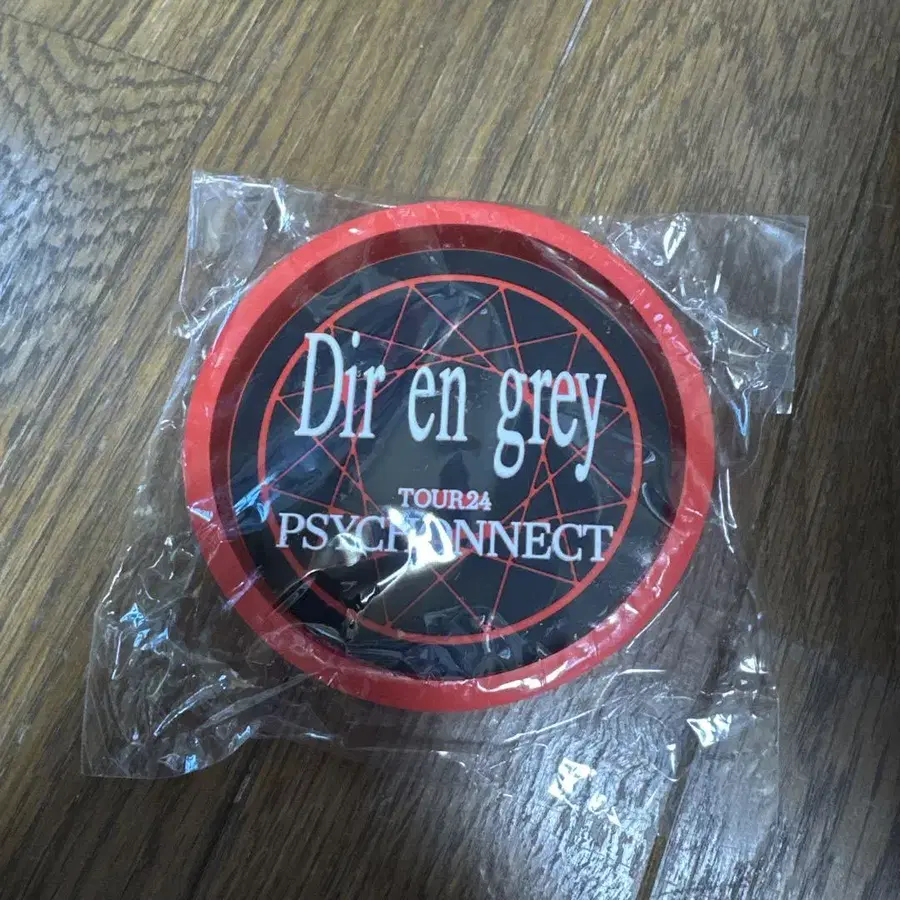 Dir en grey
TOUR24
PSYCHONNECT